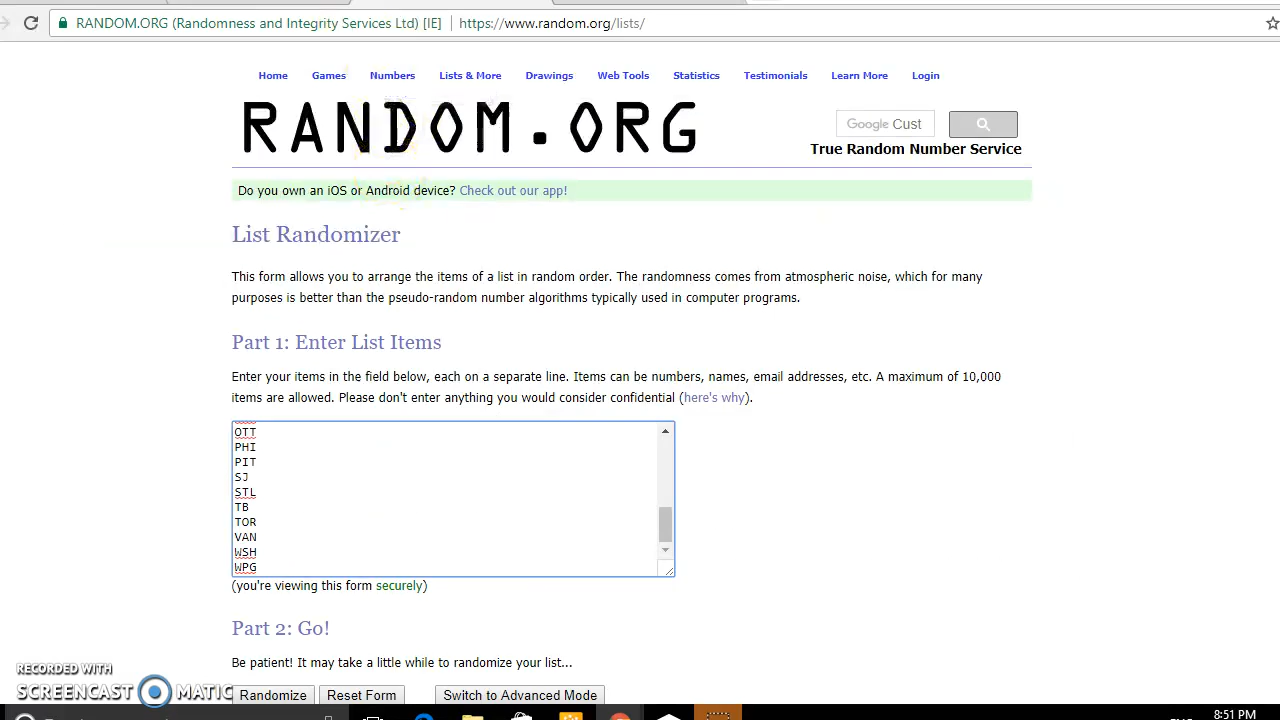 RANDOM.ORG (Randomness and Integrity Services Ltd) [IE] https://www.random.org/lists/
Home Games Numbers Lists & More Drawings Web Tools Statistics Testimonials Learn More Login
RANDOM.ORG
Google Cust
True Random Number Service
Do you own an iOS or Android device? Check out our app!
List Randomizer
This form allows you to arrange the items of a list in random order. The randomness comes from atmospheric noise, which for many
purposes is better than the pseudo-random number algorithms typically used in computer programs.
Part 1: Enter List Items
Enter your items in the field below, each on a separate line. Items can be numbers, names, email addresses, etc. A maximum of 10,000
items are allowed. Please don't enter anything you would consider confidential (here's why).
OTT
PHI
PIT
SJ
STL
TB
TOR
VAN
WSH
WPG
(you're viewing this form securely)
Part 2: Go!
Be patient! It may take a little while to randomize your list...
RECORDED WITH
SCREENCAST MATIC
Randomize Reset Form Switch to Advanced Mode
8:51 PM